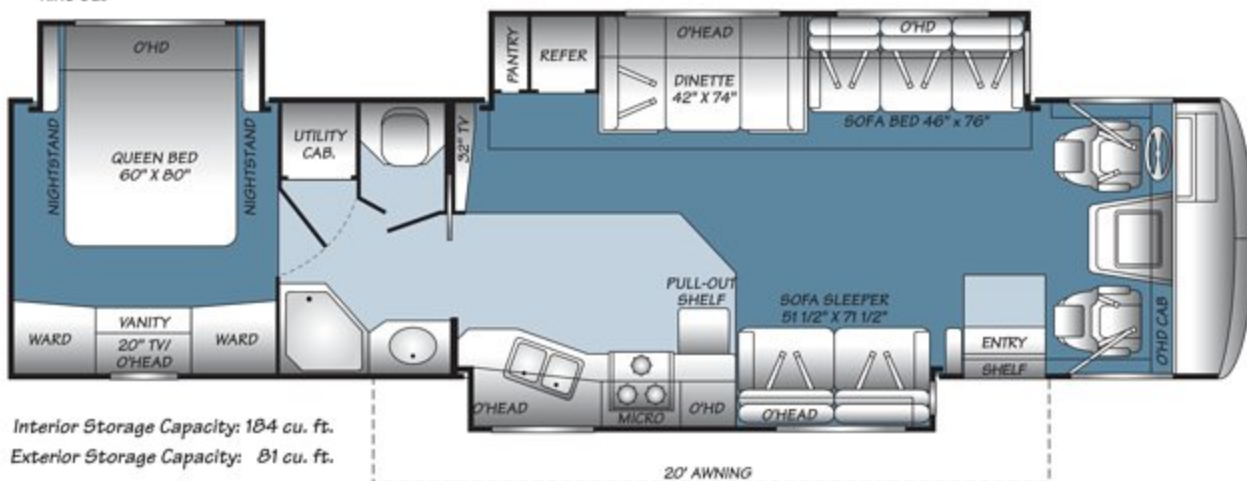 O'HD
NIGHTSTAND
QUEEN BED
60" X 80"
NIGHTSTAND
WARD
VANITY
20" TV/
O'HEAD
WARD
UTILITY
CAB.
32" TV
PANTRY
REFER
O'HEAD
DINETTE
42" X 74"
O'HD
SOFA BED 46" x 76"
PULL-OUT
SHELF
SOFA SLEEPER
51 1/2" X 71 1/2"
ENTRY
SHELF
O'HD CAB
O'HEAD
MICRO
O'HD
O'HEAD
Interior Storage Capacity: 184 cu. ft.
Exterior Storage Capacity: 81 cu. ft.
20' AWNING